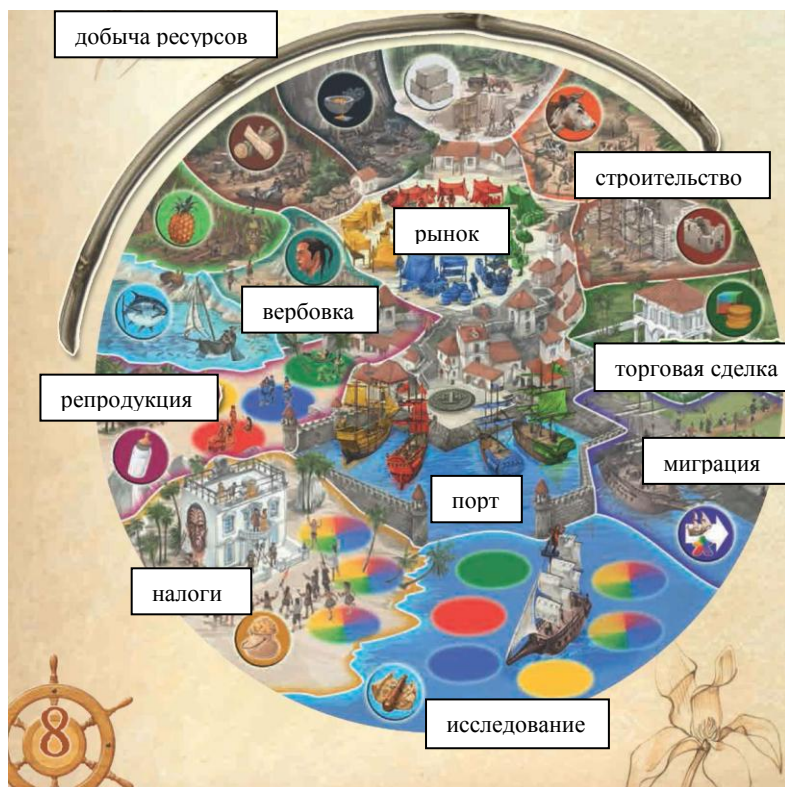 добыча ресурсов
строительство
рынок
вербовка
торговая сделка
репродукция
миграция
порт
налоги
исследование
8